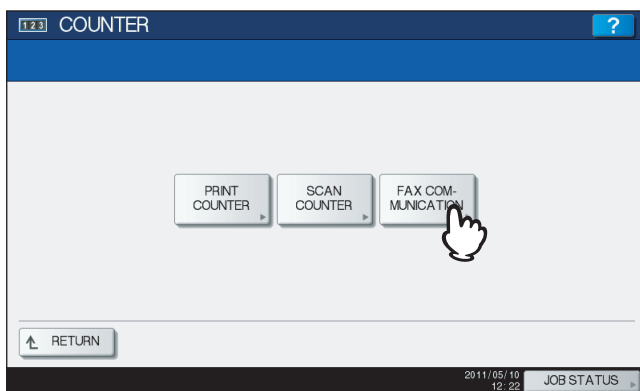 123 COUNTER
?
PRINT
COUNTER
SCAN
COUNTER
FAX COM-
MUNICATION
RETURN
2011/05/10
12:22
JOB STATUS